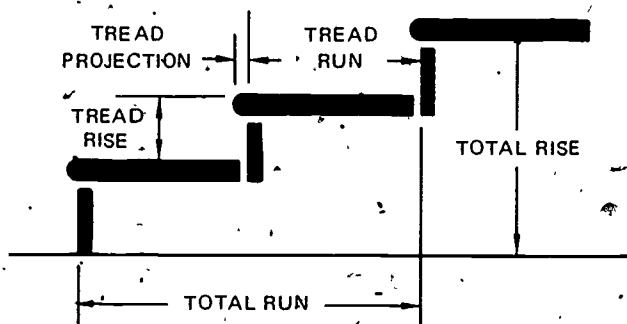 TREAD
PROJECTION
TREAD
RUN
TREAD
RISE
TOTAL RISE
TOTAL RUN